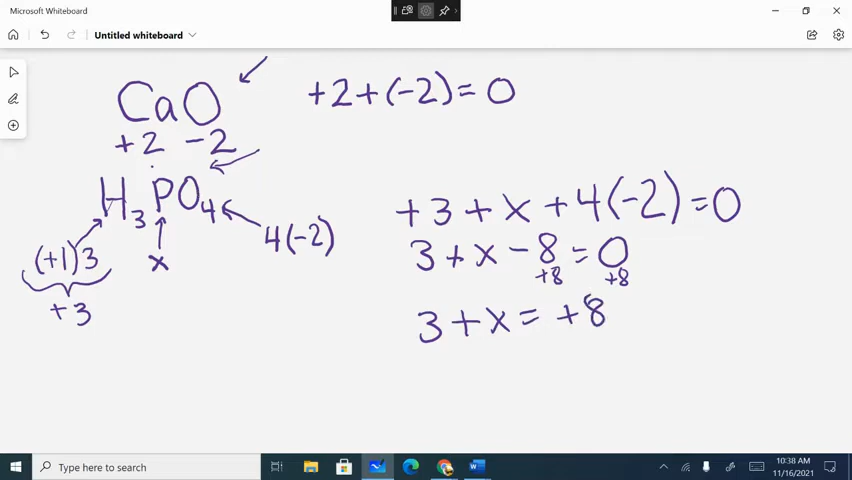 Microsoft Whiteboard
Untitled whiteboard
CaO
+2 -2
+2+(-2)=0
H3PO4
(+1)3
x
4(-2)
+3
+3+x+4(-2)=0
3+x-8=0
+8 +8
3+x=+8
Type here to search
10:38 AM
11/16/2021